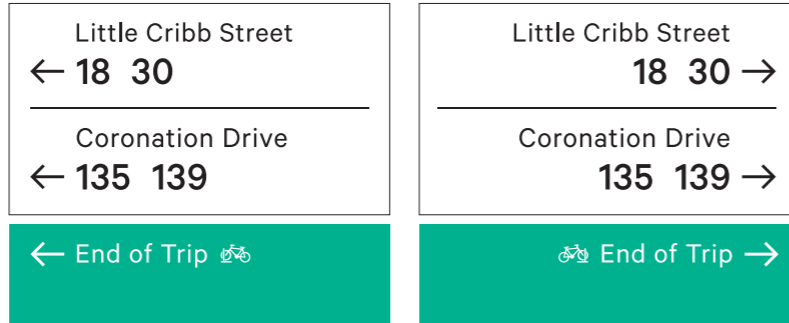 Little Cribb Street
← 18 30
Coronation Drive
← 135 139
← End of Trip
Little Cribb Street
18 30 →
Coronation Drive
135 139 →
End of Trip →